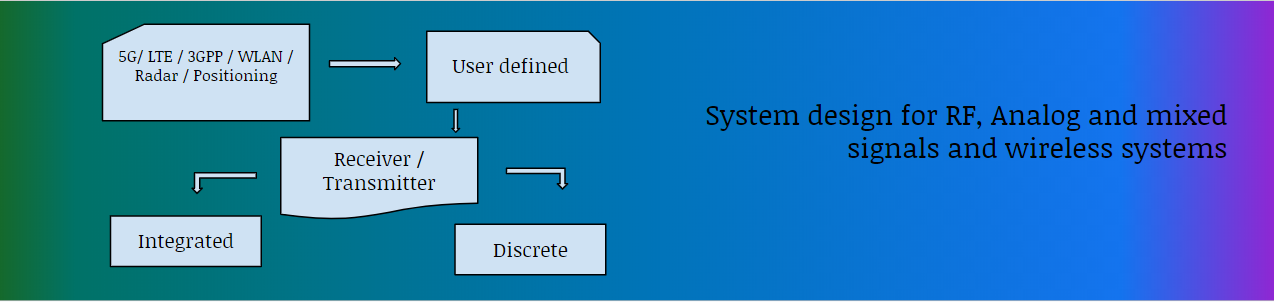 5G/ LTE / 3GPP / WLAN /
Radar / Positioning
User defined
Receiver /
Transmitter
Integrated
Discrete
System design for RF, Analog and mixed
signals and wireless systems